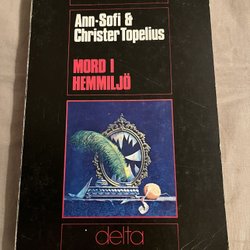 Ann-Sofi &
Christer Topelius
MORD I
HEMMILJÖ
delta